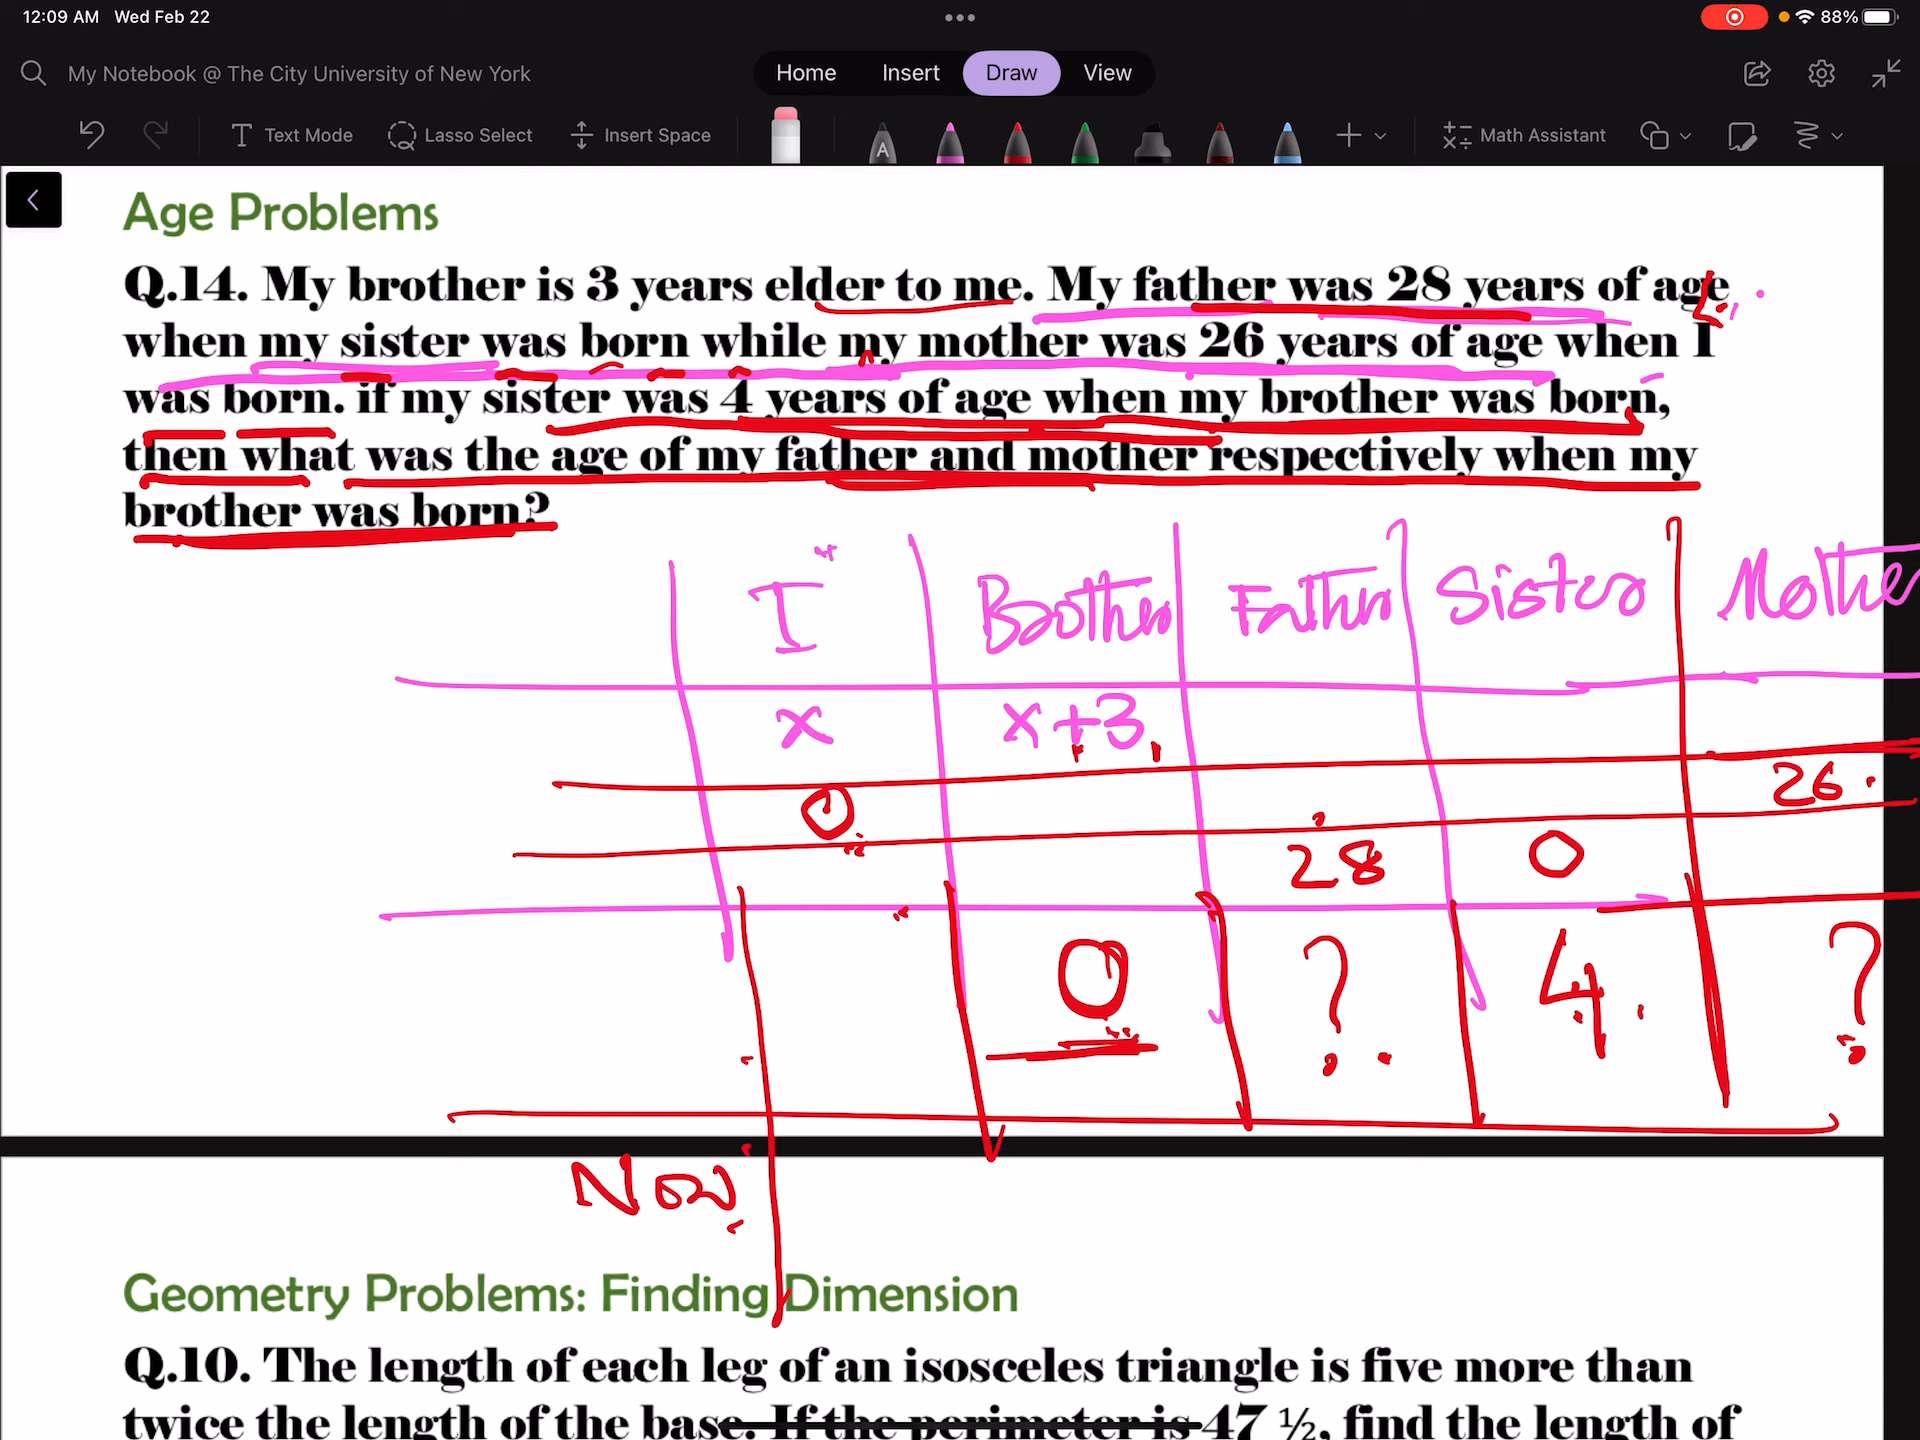 12:09 AM Wed Feb 22
88%
My Notebook @ The City University of New York
Home Insert Draw View
Text Mode Lasso Select Insert Space
A
Math Assistant
Age Problems
Q.14. My brother is 3 years elder to me. My father was 28 years of age
when my sister was born while my mother was 26 years of age when I
was born. if my sister was 4 years of age when my brother was born,
then what was the age of my father and mother respectively when my
brother was born?
I Brother Father Sister Mothe
x x+3
0 26
28 0
0 ? 4 ?
Now
Geometry Problems: Finding Dimension
Q.10. The length of each leg of an isosceles triangle is five more than
twice the length of the base. If the perimeter is 47 ½, find the length of